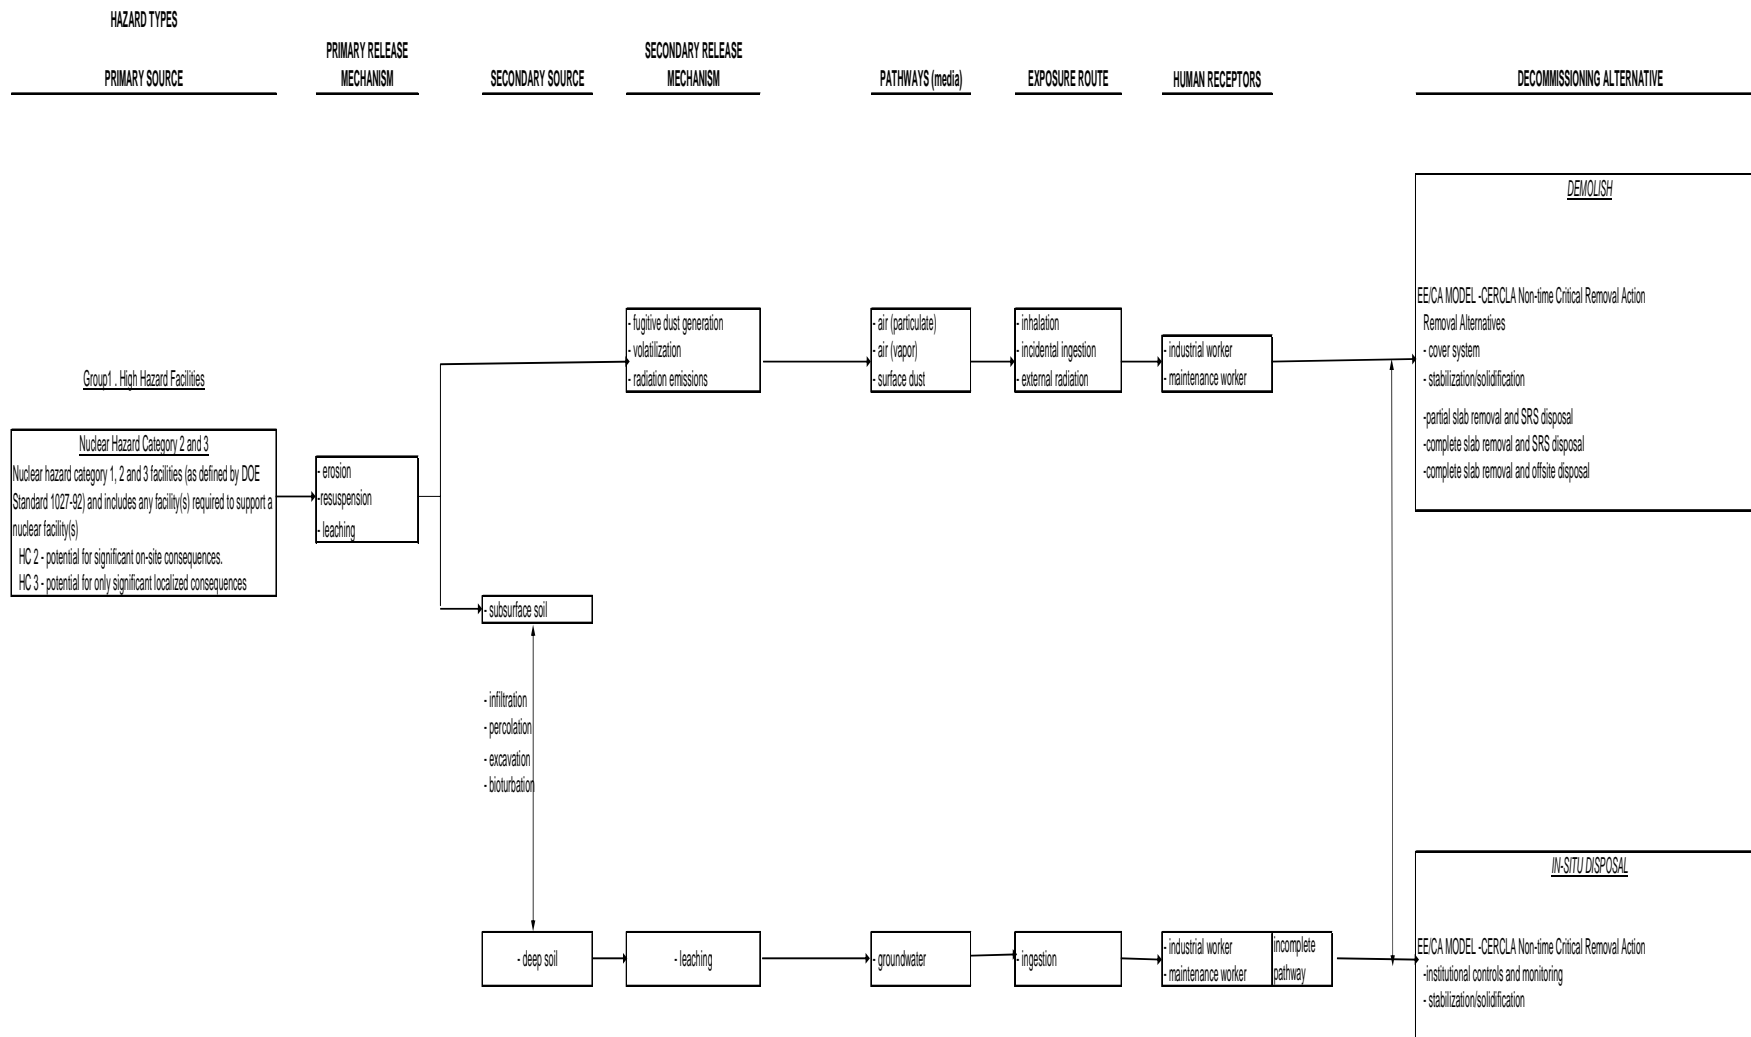 HAZARD TYPES
PRIMARY SOURCE
PRIMARY RELEASE
MECHANISM
SECONDARY SOURCE
SECONDARY RELEASE
MECHANISM
PATHWAYS (media)
EXPOSURE ROUTE
HUMAN RECEPTORS
DECOMMISSIONING ALTERNATIVE
Group1 . High Hazard Facilities
Nuclear Hazard Category 2 and 3
Nuclear hazard category 1, 2 and 3 facilities (as defined by DOE
Standard 1027-92) and includes any facility(s) required to support a
nuclear facility(s)
HC 2 - potential for significant on-site consequences.
HC 3 - potential for only significant localized consequences
- erosion
-resuspension
- leaching
- fugitive dust generation
- volatilization
- radiation emissions
- air (particulate)
- air (vapor)
- surface dust
- inhalation
- incidental ingestion
- external radiation
- industrial worker
- maintenance worker
DEMOLISH
EE/CA MODEL -CERCLA Non-time Critical Removal Action
Removal Alternatives
- cover system
- stabilization/solidification
-partial slab removal and SRS disposal
-complete slab removal and SRS disposal
-complete slab removal and offsite disposal
- subsurface soil
- infiltration
- percolation
- excavation
- bioturbation
- deep soil
- leaching
- groundwater
- ingestion
- industrial worker
- maintenance worker
incomplete
pathway
IN-SITU DISPOSAL
EE/CA MODEL -CERCLA Non-time Critical Removal Action
-institutional controls and monitoring
- stabilization/solidification